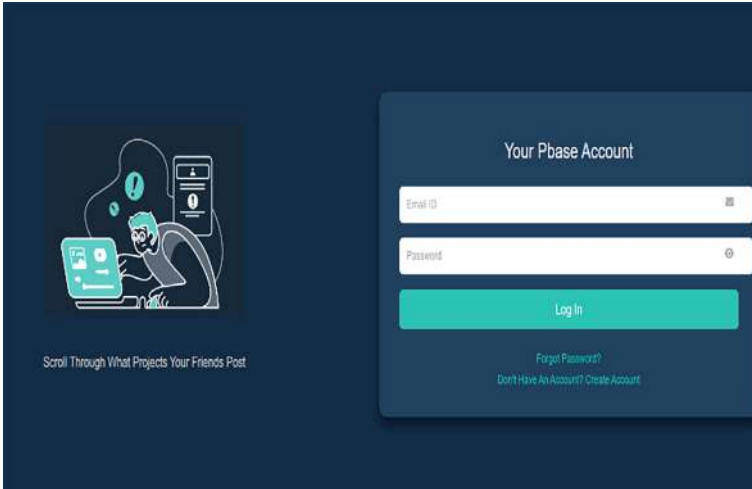 Your Pbase Account
Email ID
Password
Log In
Forgot Password?
Don't Have An Account? Create Account
Scroll Through What Projects Your Friends Post